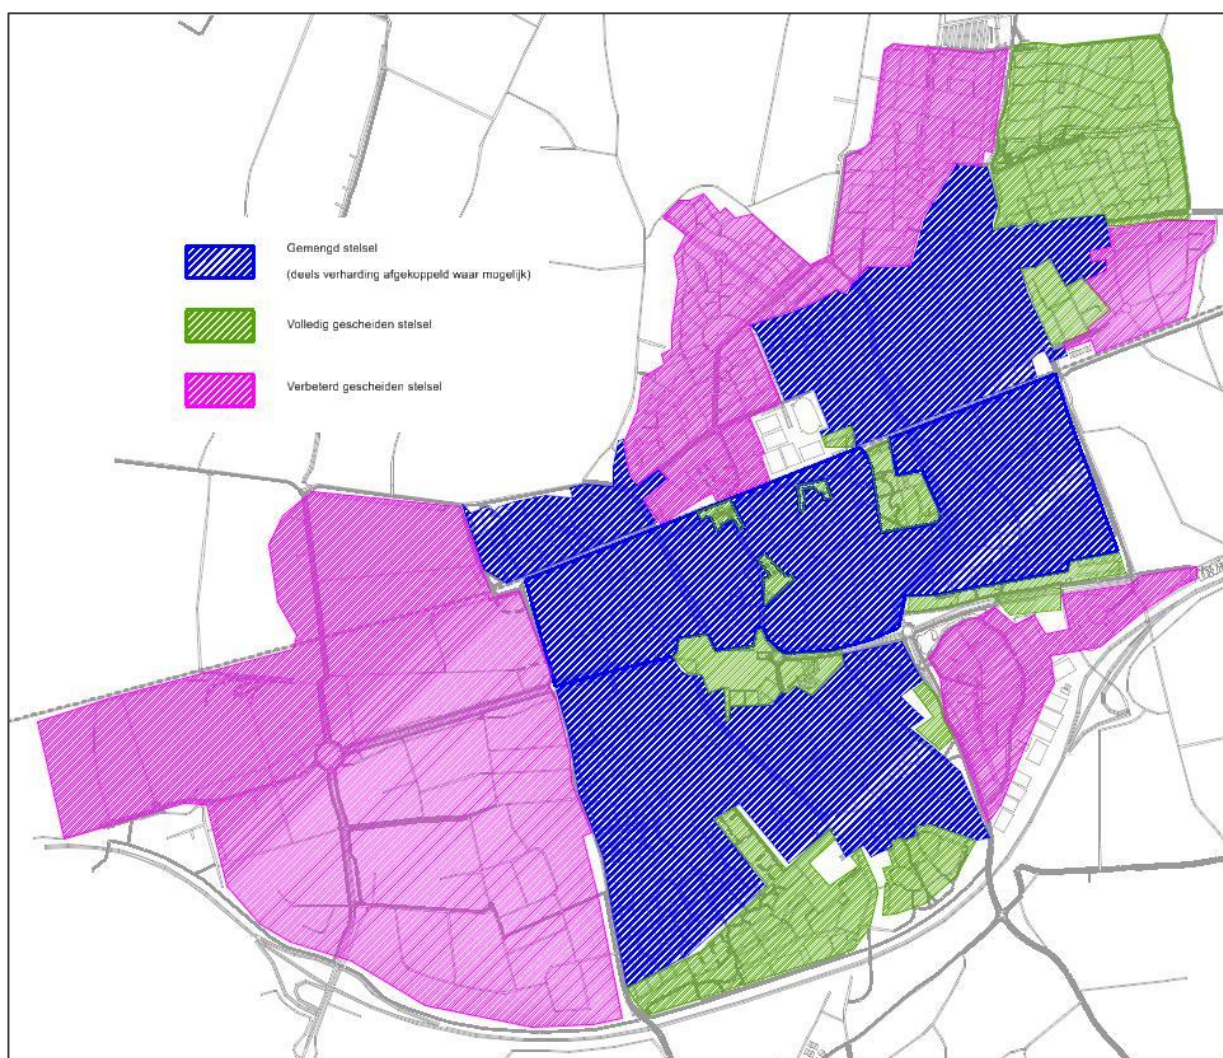 Gemengd stelsel
(deels verharding afgekoppeld waar mogelijk)
Volledig gescheiden stelsel
Verbeterd gescheiden stelsel